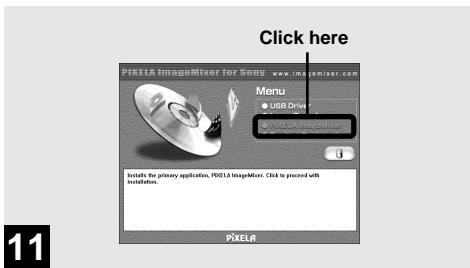 Click here
PIXELA ImageMixer for Sony www.imagemixer.com
Menu
USB Driver
PIXELA ImageMixer
Installs the primary application, PIXELA ImageMixer. Click to proceed with
installation.
PIXELA
11